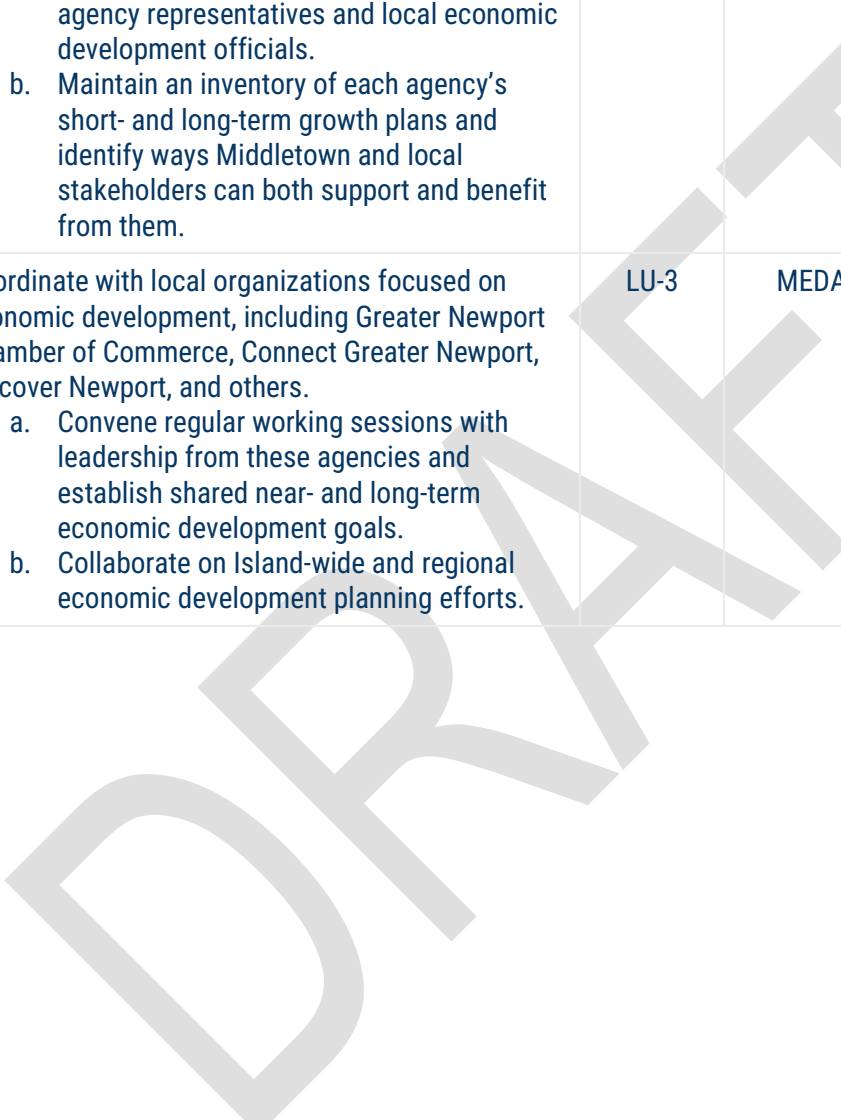 agency representatives and local economic
development officials.
b. Maintain an inventory of each agency’s
short- and long-term growth plans and
identify ways Middletown and local
stakeholders can both support and benefit
from them.
ordinate with local organizations focused on LU-3 MEDA
onomic development, including Greater Newport
amber of Commerce, Connect Greater Newport,
cover Newport, and others.
a. Convene regular working sessions with
leadership from these agencies and
establish shared near- and long-term
economic development goals.
b. Collaborate on Island-wide and regional
economic development planning efforts.
DRAFT